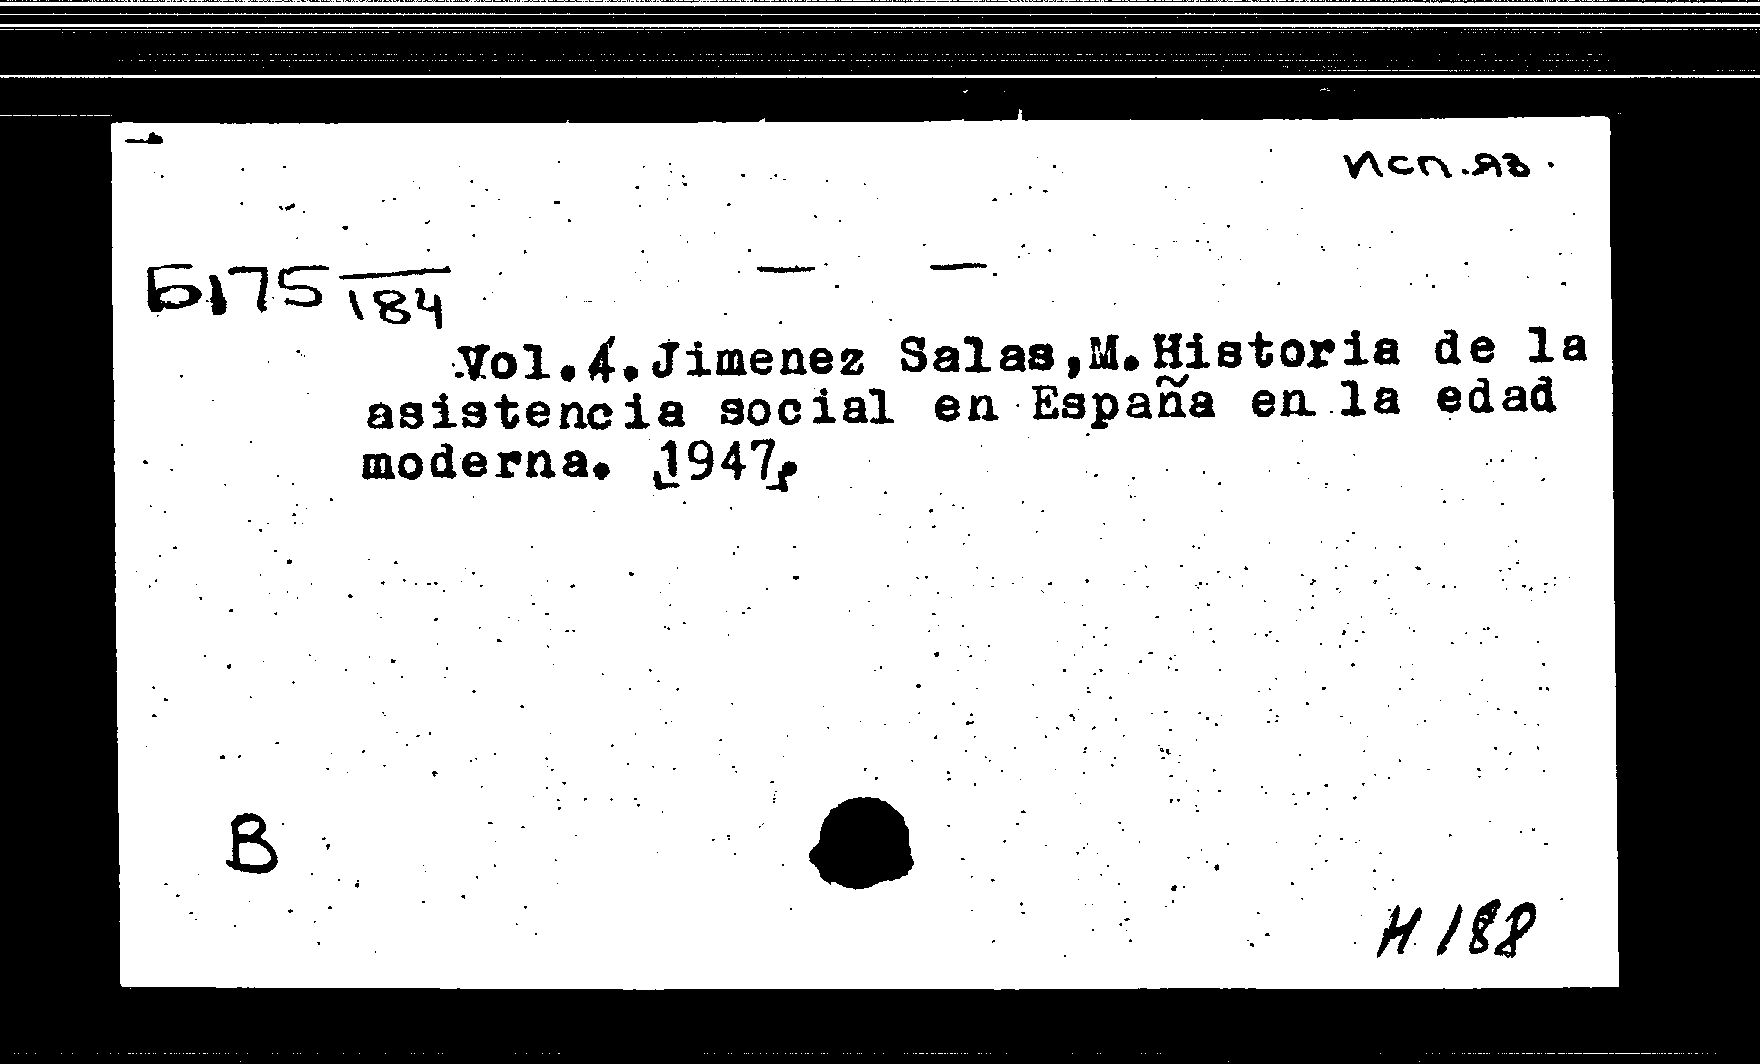 Исп.яз.
— —
Б175/184
Vol.4.Jimenez Salas,M.Historia de la
asistencia social en España en la edad
moderna. [1947].
В
И 188